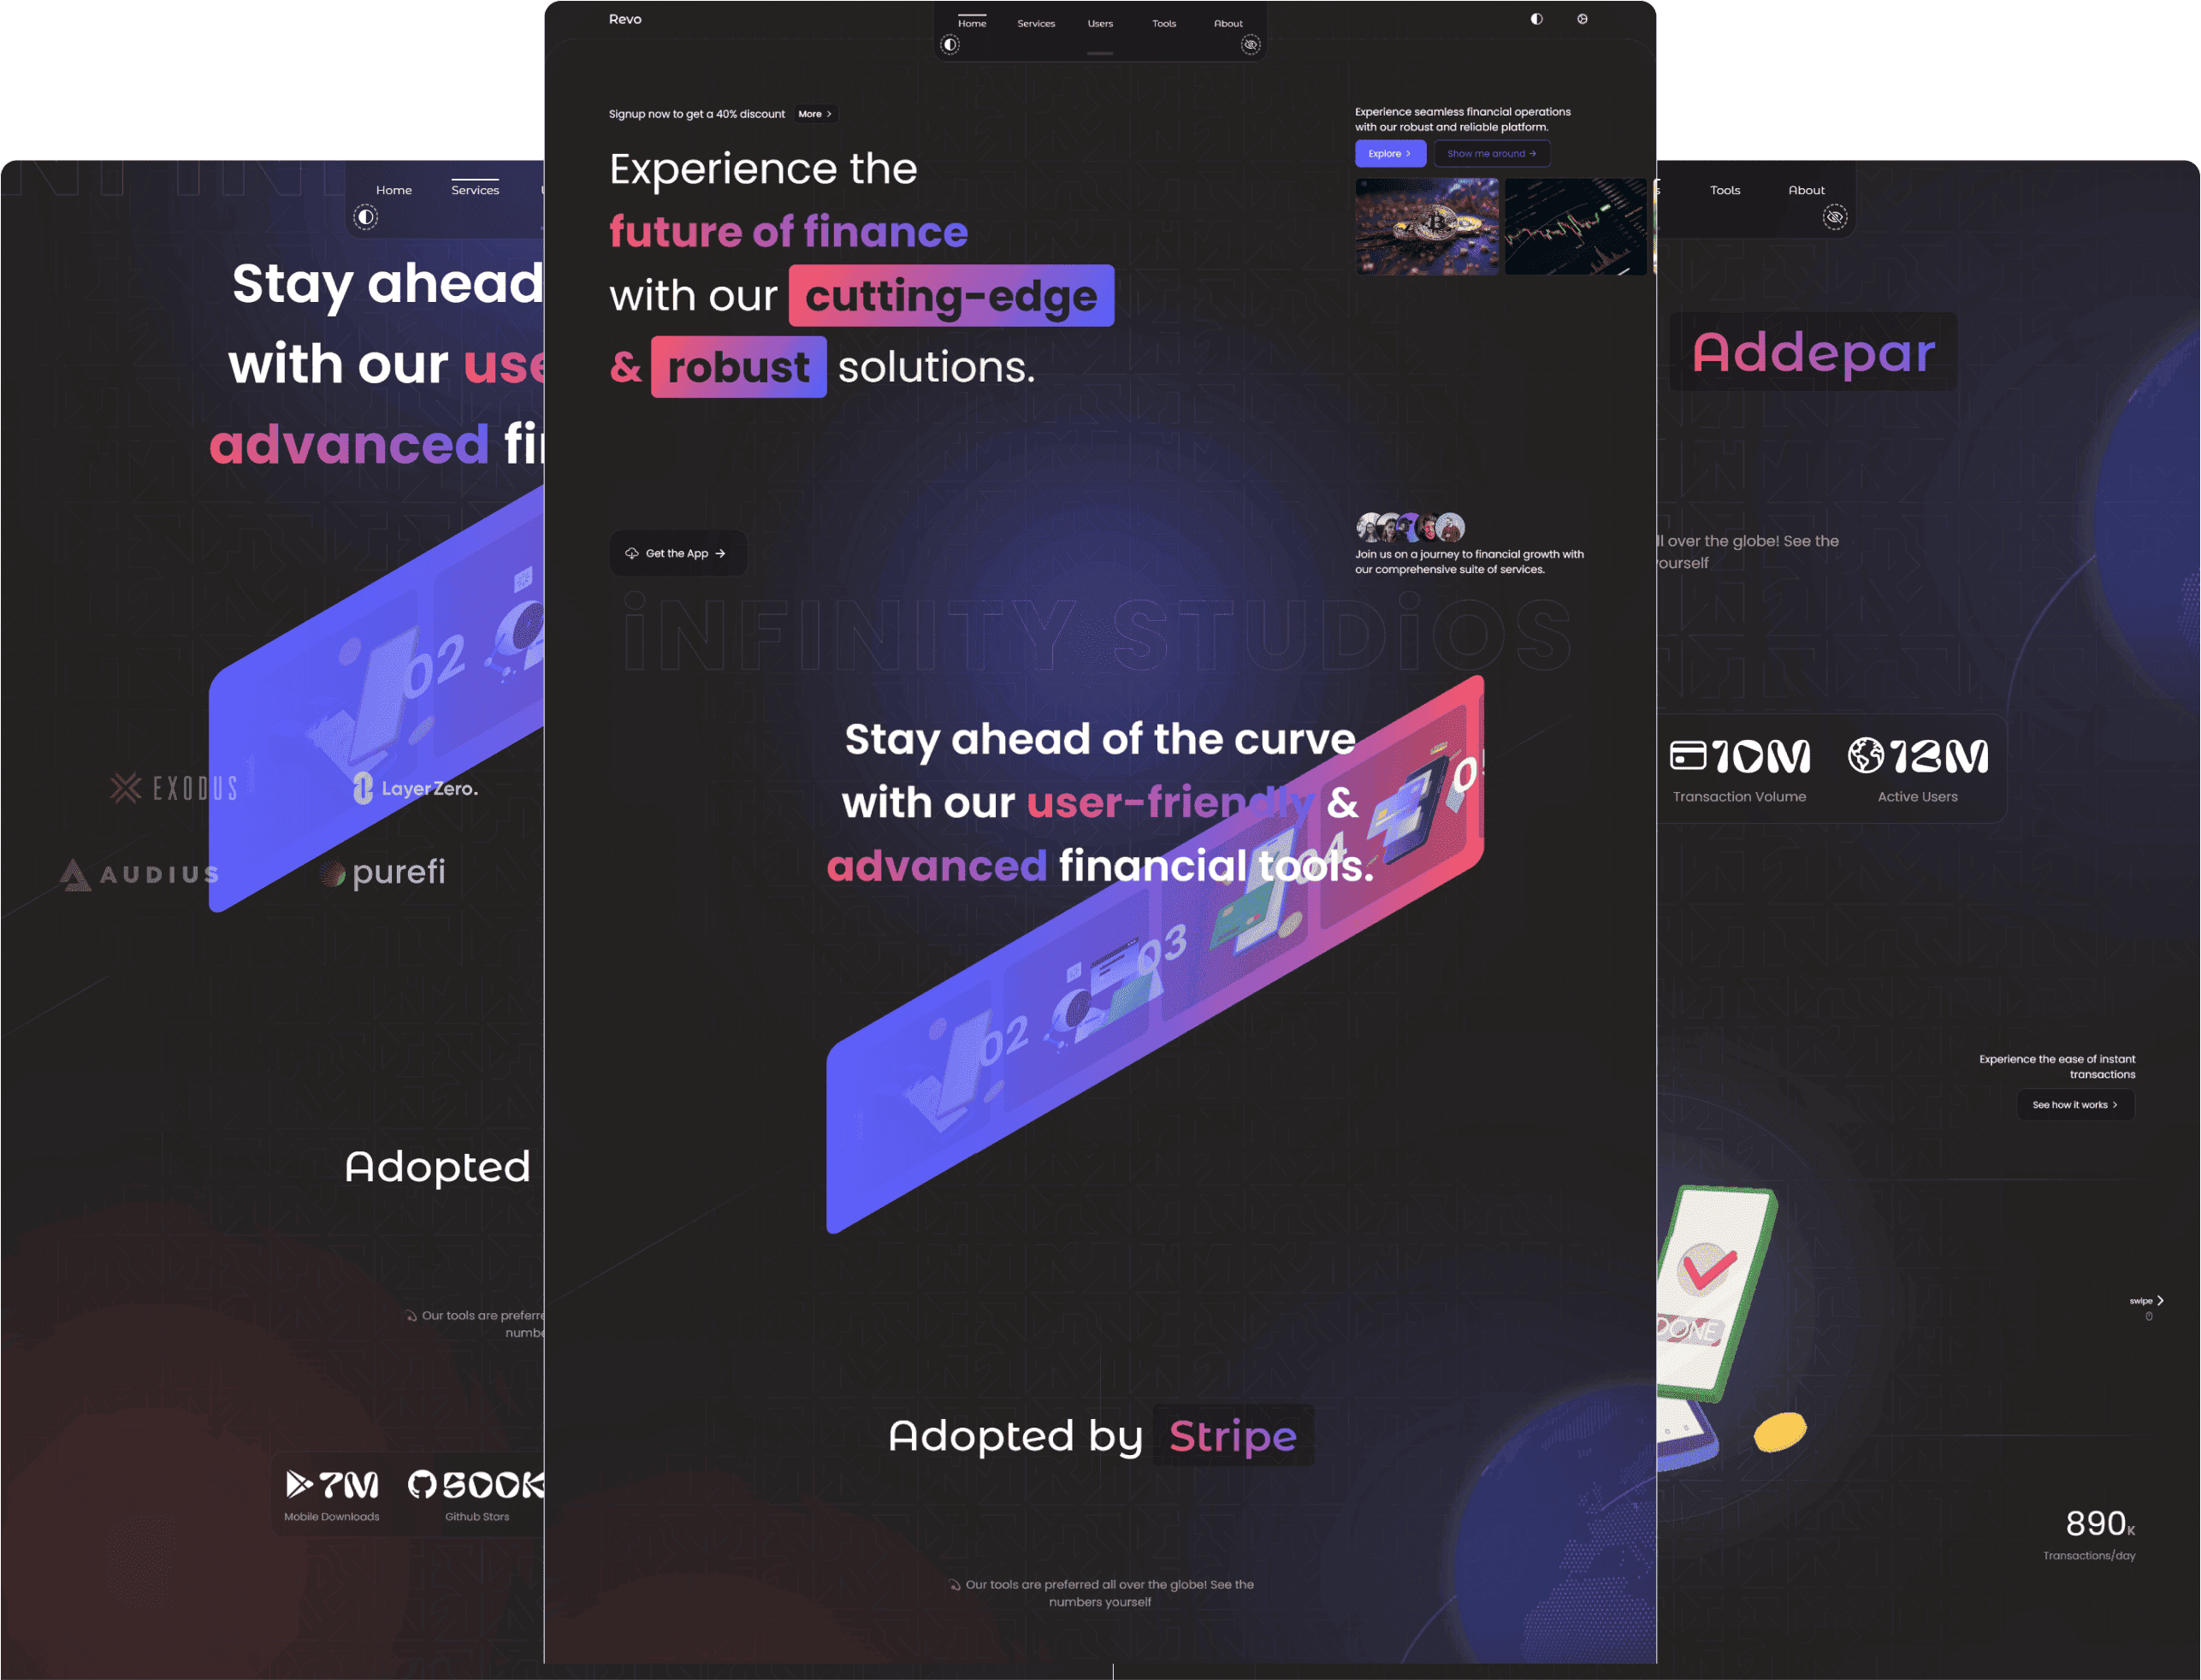 Revo
Home
Services
Users
Tools
About
Signup now to get a 40% discount
More
Experience the
future of finance
with our cutting-edge
& robust solutions.
Experience seamless financial operations
with our robust and reliable platform.
Explore
Show me around
Get the App
Join us on a journey to financial growth with
our comprehensive suite of services.
iNFINITY STUDiOS
Stay ahead of the curve
with our user-friendly &
advanced financial tools.
02
03
04
Adopted by Stripe
Our tools are preferred all over the globe! See the
numbers yourself
Home
Services
Stay ahead
with our
advanced
02
EXODUS
LayerZero.
AUDIUS
purefi
Adopted
Our tools are
7M
Mobile Downloads
500K
Github Stars
Tools
About
Addepar
over the globe! See the
10M
Transaction Volume
12M
Active Users
Experience the ease of instant
transactions
See how it works
DONE
swipe
890K
Transactions/day